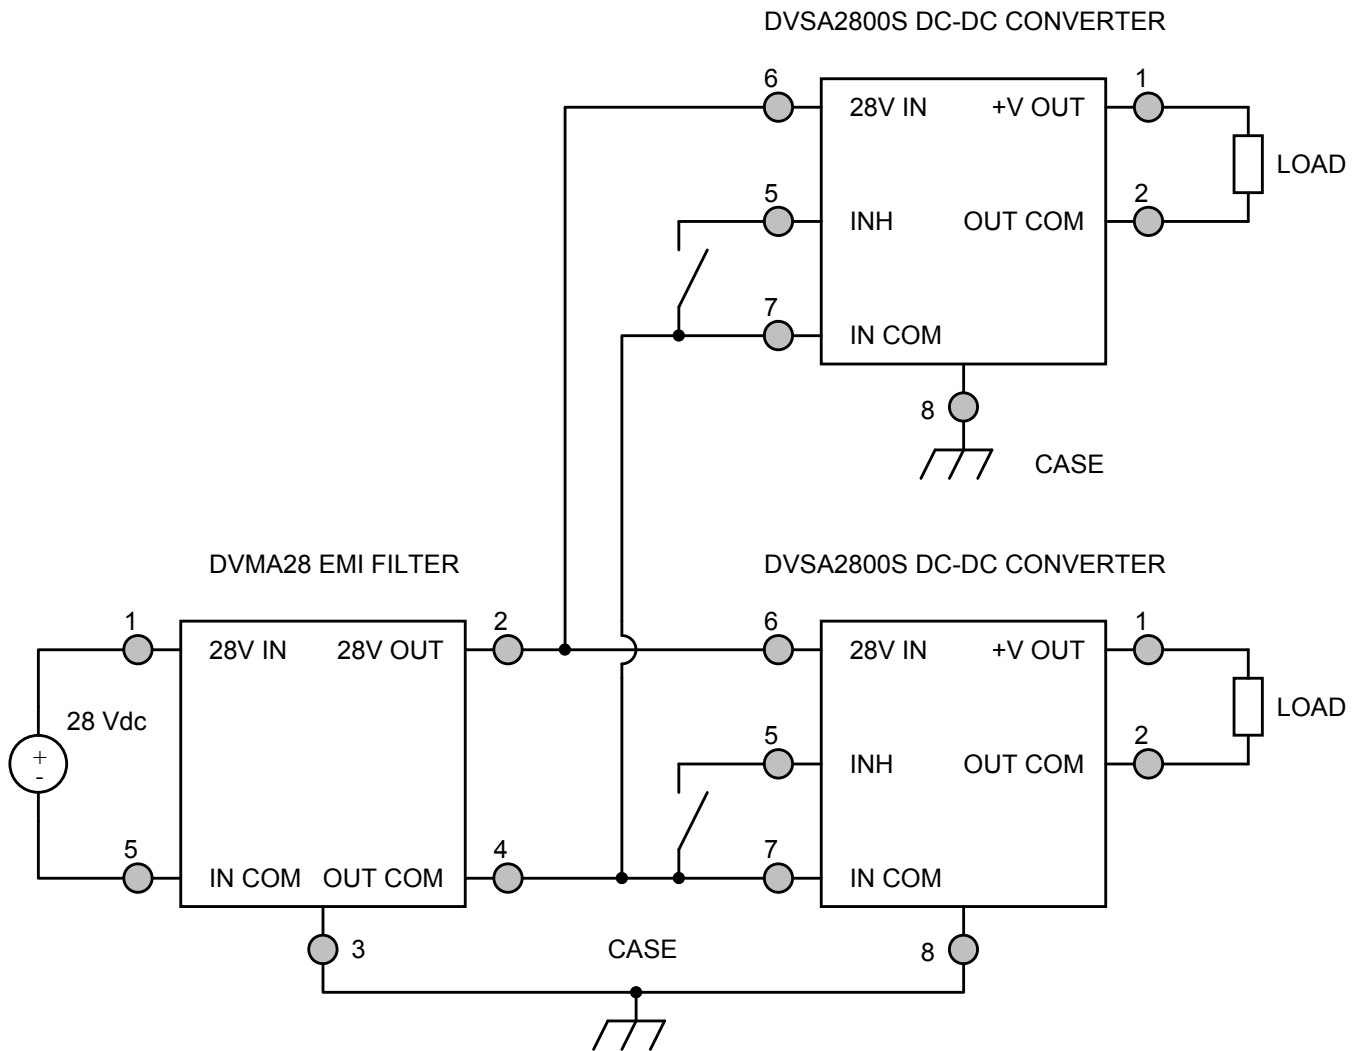 DVSA2800S DC-DC CONVERTER
6 1
28V IN +V OUT
LOAD
5 2
INH OUT COM
7
IN COM
8
CASE
DVMA28 EMI FILTER DVSA2800S DC-DC CONVERTER
1 2 6 1
28V IN 28V OUT 28V IN +V OUT
28 Vdc LOAD
5 2
+
- INH OUT COM
5 4 7
IN COM OUT COM IN COM
3 CASE 8